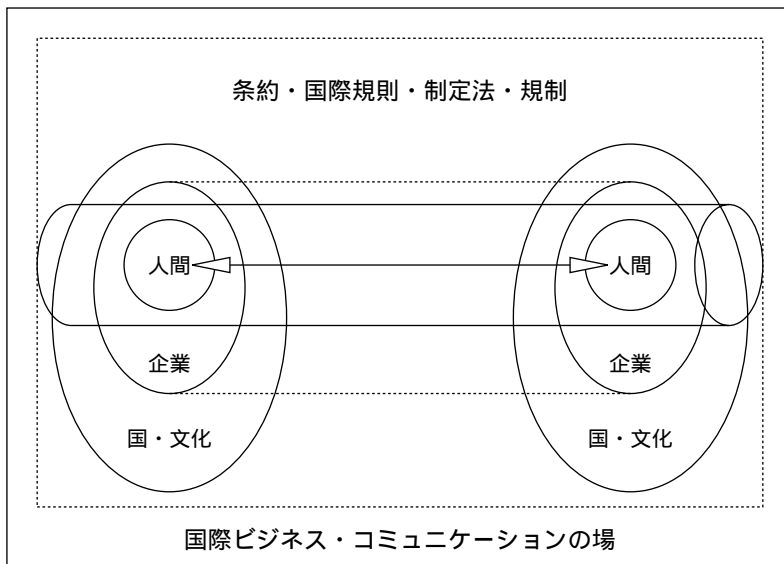 条約・国際規則・制定法・規制
人間 人間
企業 企業
国・文化 国・文化
国際ビジネス・コミュニケーションの場